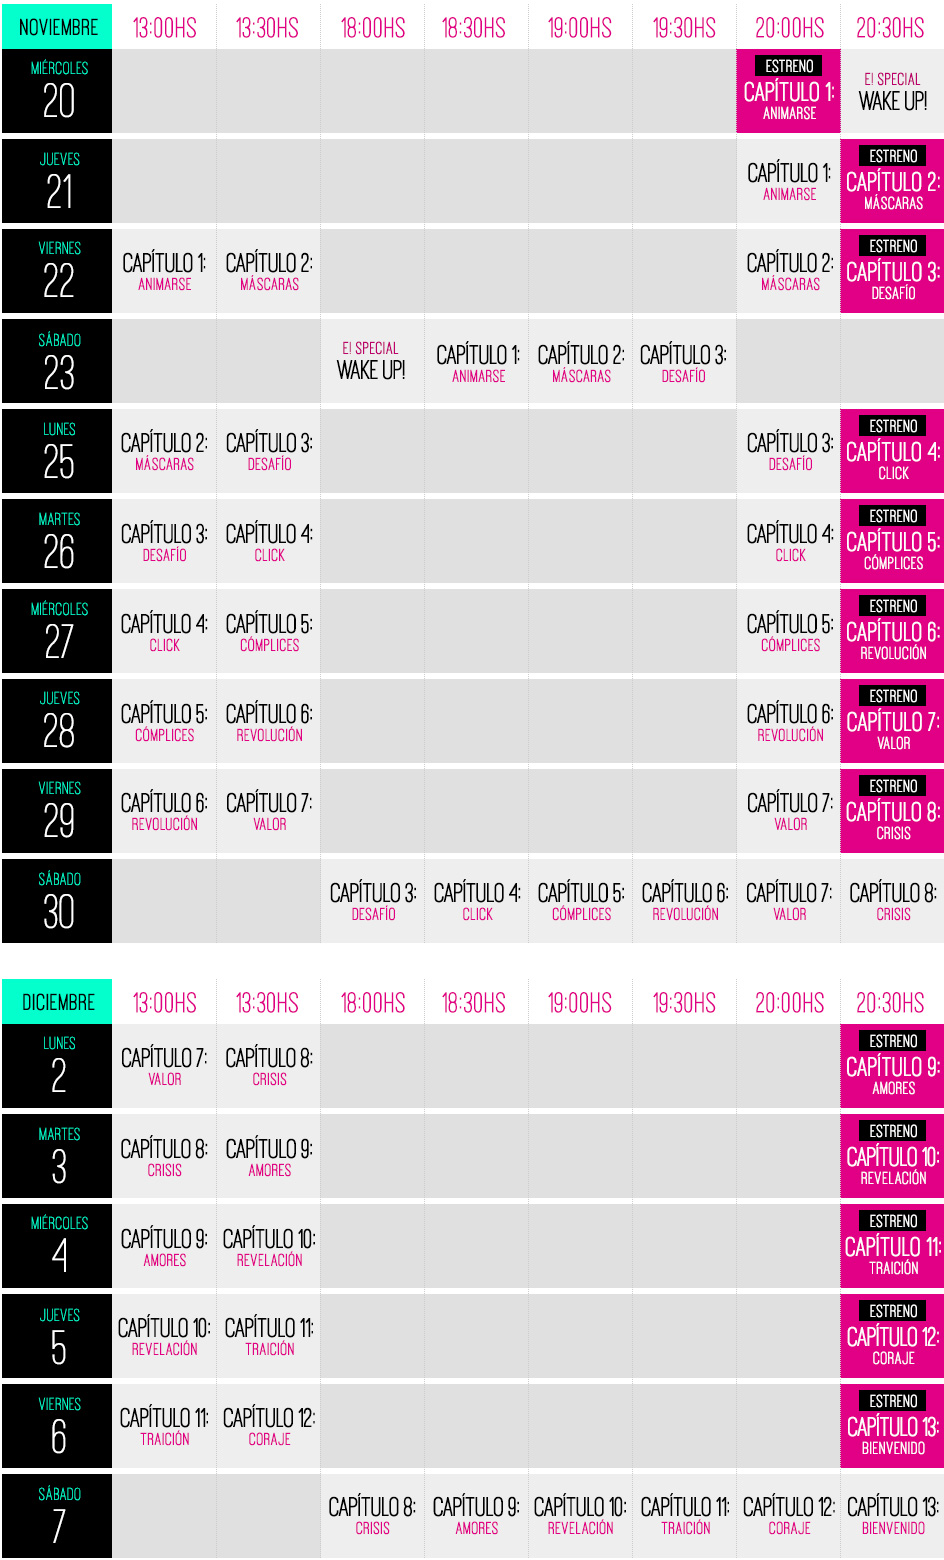 NOVIEMBRE 13:00HS 13:30HS 18:00HS 18:30HS 19:00HS 19:30HS 20:00HS 20:30HS
MIÉRCOLES
20
ESTRENO
CAPÍTULO 1:
ANIMARSE
E! SPECIAL
WAKE UP!
JUEVES
21
CAPÍTULO 1:
ANIMARSE
ESTRENO
CAPÍTULO 2:
MÁSCARAS
VIERNES
22
CAPÍTULO 1:
ANIMARSE
CAPÍTULO 2:
MÁSCARAS
CAPÍTULO 2:
MÁSCARAS
ESTRENO
CAPÍTULO 3:
DESAFÍO
SÁBADO
23
E! SPECIAL
WAKE UP!
CAPÍTULO 1:
ANIMARSE
CAPÍTULO 2:
MÁSCARAS
CAPÍTULO 3:
DESAFÍO
LUNES
25
CAPÍTULO 2:
MÁSCARAS
CAPÍTULO 3:
DESAFÍO
CAPÍTULO 3:
DESAFÍO
ESTRENO
CAPÍTULO 4:
CLICK
MARTES
26
CAPÍTULO 3:
DESAFÍO
CAPÍTULO 4:
CLICK
CAPÍTULO 4:
CLICK
ESTRENO
CAPÍTULO 5:
CÓMPLICES
MIÉRCOLES
27
CAPÍTULO 4:
CLICK
CAPÍTULO 5:
CÓMPLICES
CAPÍTULO 5:
CÓMPLICES
ESTRENO
CAPÍTULO 6:
REVOLUCIÓN
JUEVES
28
CAPÍTULO 5:
CÓMPLICES
CAPÍTULO 6:
REVOLUCIÓN
CAPÍTULO 6:
REVOLUCIÓN
ESTRENO
CAPÍTULO 7:
VALOR
VIERNES
29
CAPÍTULO 6:
REVOLUCIÓN
CAPÍTULO 7:
VALOR
CAPÍTULO 7:
VALOR
ESTRENO
CAPÍTULO 8:
CRISIS
SÁBADO
30
CAPÍTULO 3:
DESAFÍO
CAPÍTULO 4:
CLICK
CAPÍTULO 5:
CÓMPLICES
CAPÍTULO 6:
REVOLUCIÓN
CAPÍTULO 7:
VALOR
CAPÍTULO 8:
CRISIS
DICIEMBRE 13:00HS 13:30HS 18:00HS 18:30HS 19:00HS 19:30HS 20:00HS 20:30HS
LUNES
2
CAPÍTULO 7:
VALOR
CAPÍTULO 8:
CRISIS
ESTRENO
CAPÍTULO 9:
AMORES
MARTES
3
CAPÍTULO 8:
CRISIS
CAPÍTULO 9:
AMORES
ESTRENO
CAPÍTULO 10:
REVELACIÓN
MIÉRCOLES
4
CAPÍTULO 9:
AMORES
CAPÍTULO 10:
REVELACIÓN
ESTRENO
CAPÍTULO 11:
TRAICIÓN
JUEVES
5
CAPÍTULO 10:
REVELACIÓN
CAPÍTULO 11:
TRAICIÓN
ESTRENO
CAPÍTULO 12:
CORAJE
VIERNES
6
CAPÍTULO 11:
TRAICIÓN
CAPÍTULO 12:
CORAJE
ESTRENO
CAPÍTULO 13:
BIENVENIDO
SÁBADO
7
CAPÍTULO 8:
CRISIS
CAPÍTULO 9:
AMORES
CAPÍTULO 10:
REVELACIÓN
CAPÍTULO 11:
TRAICIÓN
CAPÍTULO 12:
CORAJE
CAPÍTULO 13:
BIENVENIDO